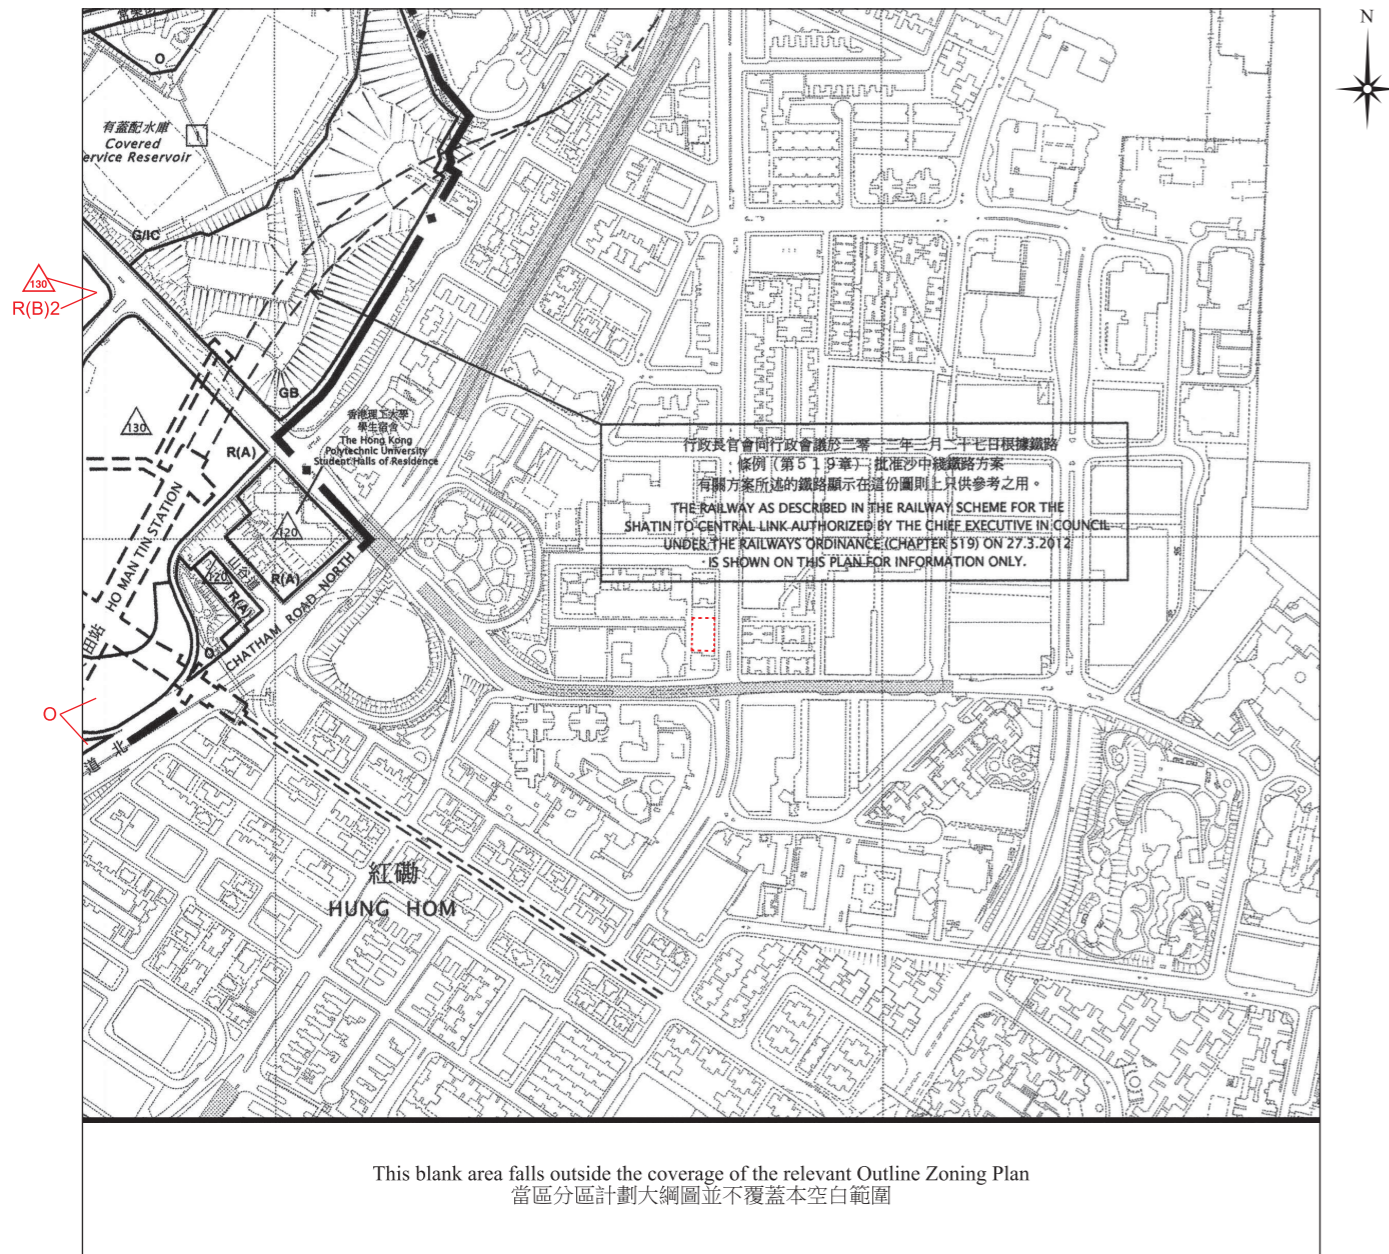 N
O
有蓋配水庫
Covered
ervice Reservoir
G/IC
130
R(B)2
GB
130
R(A)
香港理工大學
學生宿舍
The Hong Kong
Polytechnic University
Student Halls of Residence
HO MAN TIN STATION
田站
120
R(A)
120
R(A)
山谷道
O
CHATHAM ROAD NORTH
O
道 北
行政長官會同行政會議於二零一二年三月二十七日根據鐵路
條例（第５１９章）批准沙中綫鐵路方案
有關方案所述的鐵路顯示在這份圖則上只供參考之用。
THE RAILWAY AS DESCRIBED IN THE RAILWAY SCHEME FOR THE
SHATIN TO CENTRAL LINK AUTHORIZED BY THE CHIEF EXECUTIVE IN COUNCIL
UNDER THE RAILWAYS ORDINANCE (CHAPTER 519) ON 27.3.2012
IS SHOWN ON THIS PLAN FOR INFORMATION ONLY.
紅磡
HUNG HOM
This blank area falls outside the coverage of the relevant Outline Zoning Plan
當區分區計劃大綱圖並不覆蓋本空白範圍